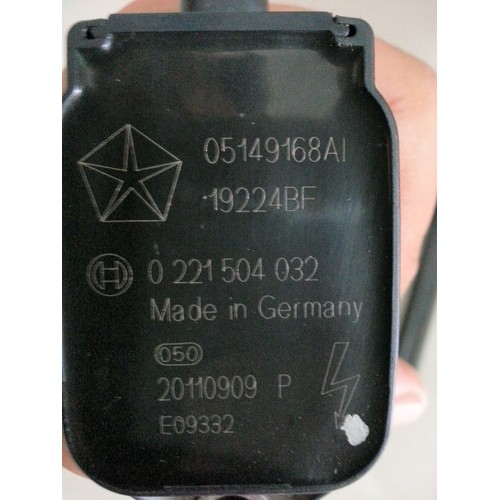 05149168AI
19224BF
0 221 504 032
Made in Germany
050
20110909 P
E09332